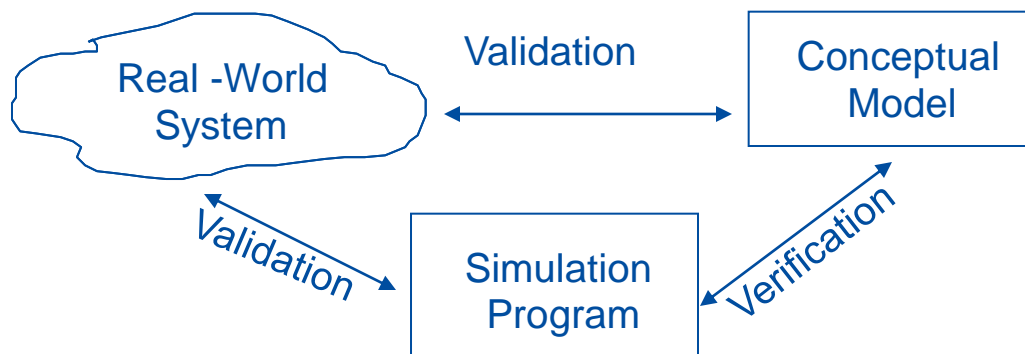 Real -World
System
Validation
Conceptual
Model
Validation
Simulation
Program
Verification